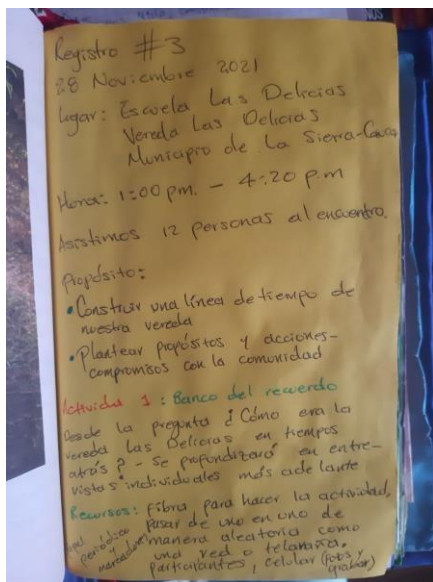 Registro #3
28 Noviembre 2021
Lugar: Escuela Las Delicias
Vereda Las Delicias
Municipio de La Sierra-Cauca
Hora: 1:00 pm. - 4:20 p.m
Asistimos 12 personas al encuentro.
Propósito:
• Construir una línea de tiempo de
nuestra vereda
• Plantear propósitos y acciones-
compromisos con la comunidad
Actividad 1: Banco del recuerdo
Desde la pregunta ¿Cómo era la
vereda Las Delicias en tiempos
atrás? - Se profundizará en entre-
vistas individuales más adelante
Recursos: Fibra, para hacer la actividad,
pasar de uno en uno de
manera aleatoria como
una red o telaraña.
papel periódico y marcadores
participantes, celular (fotos y grabar)